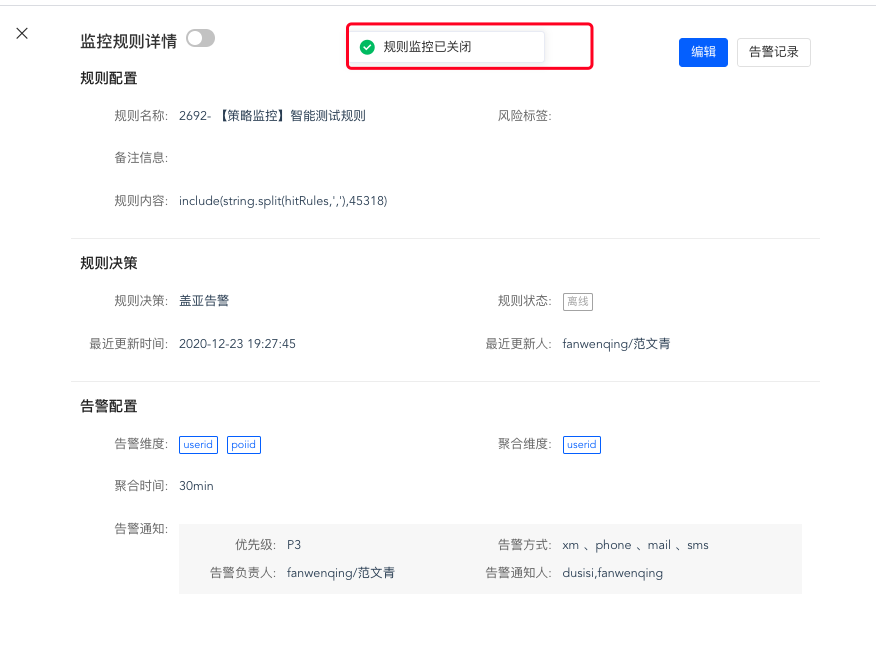 监控规则详情
规则监控已关闭
编辑 告警记录
规则配置
规则名称: 2692- 【策略监控】智能测试规则 风险标签:
备注信息:
规则内容: include(string.split(hitRules,','),45318)
规则决策
规则决策: 盖亚告警 规则状态: 离线
最近更新时间: 2020-12-23 19:27:45 最近更新人: fanwenqing/范文青
告警配置
告警维度: userid poiid 聚合维度: userid
聚合时间: 30min
告警通知:
优先级: P3 告警方式: xm 、phone 、mail 、sms
告警负责人: fanwenqing/范文青 告警通知人: dusisi,fanwenqing